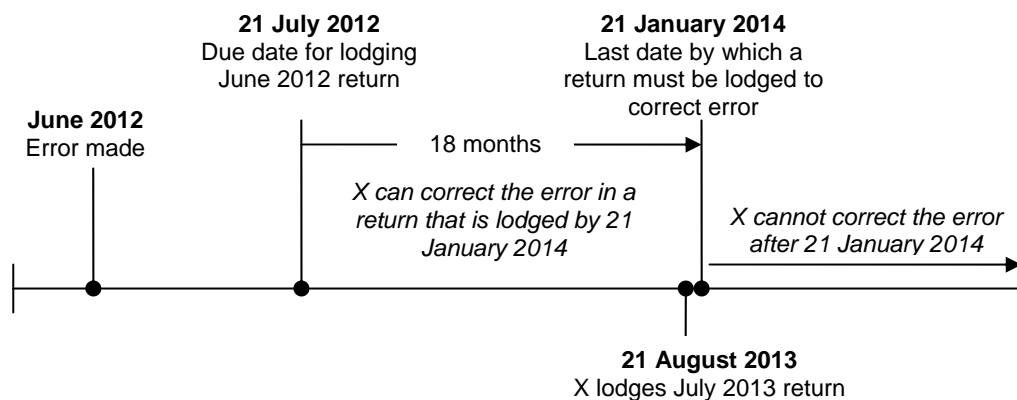 21 July 2012
Due date for lodging
June 2012 return
21 January 2014
Last date by which a
return must be lodged to
correct error
June 2012
Error made
18 months
X can correct the error in a
return that is lodged by 21
January 2014
X cannot correct the error
after 21 January 2014
21 August 2013
X lodges July 2013 return